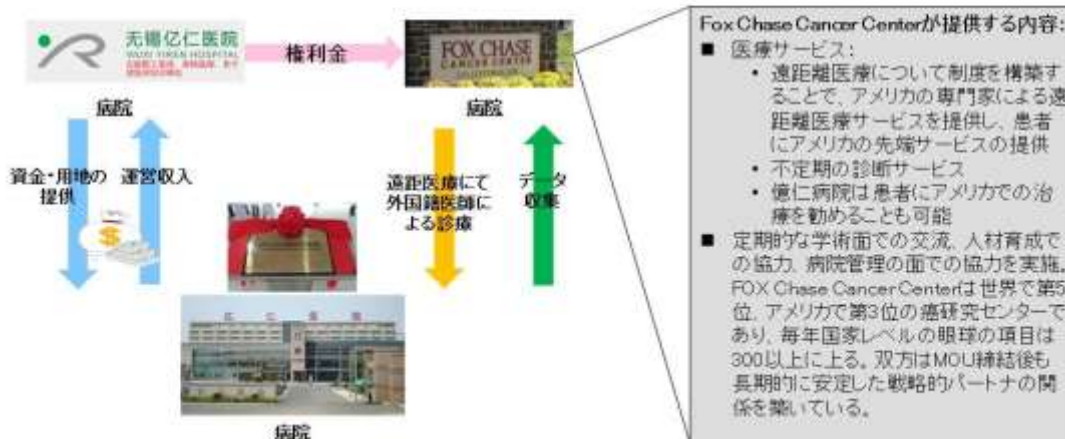 无锡亿仁医院
WUXI YIREN HOSPITAL
権利金
FOX CHASE
CANCER CENTER
病院
病院
資金・用地の
提供
運営収入
遠距医療にて
外国籍医師に
よる診療
データ
収集
病院
Fox Chase Cancer Centerが提供する内容:
■ 医療サービス:
• 遠距離医療について制度を構築す
ることで、アメリカの専門家による遠
距離医療サービスを提供し、患者
にアメリカの先端サービスの提供
• 不定期の診断サービス
• 億仁病院は患者にアメリカでの治
療を勧めることも可能
■ 定期的な学術面での交流、人材育成で
の協力、病院管理の面での協力を実施。
FOX Chase Cancer Centerは世界で第5
位、アメリカで第3位の癌研究センターで
あり、毎年国家レベルの眼球の項目は
300以上に上る。双方はMOU締結後も
長期的に安定した戦略的パートナの関
係を築いている。